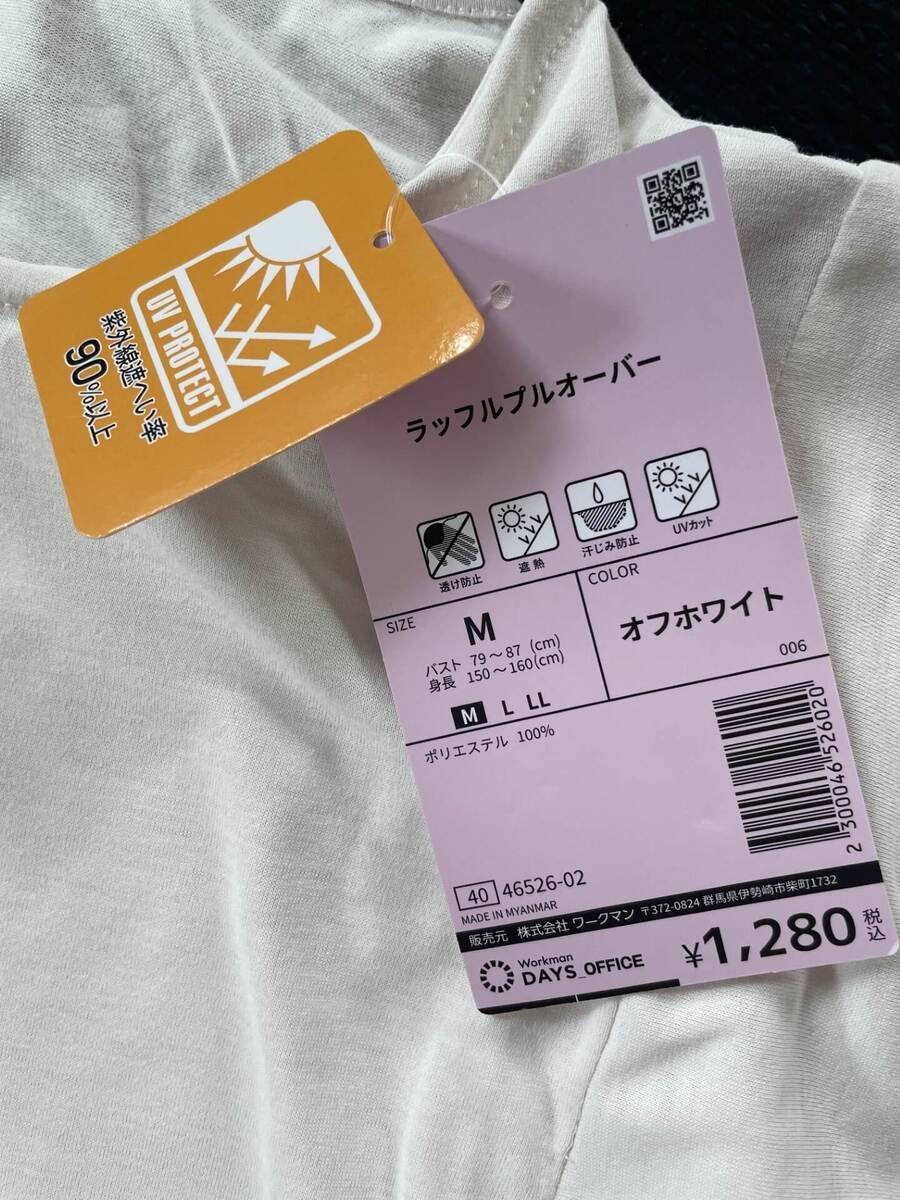 UV PROTECT
紫外線遮へい率
90%以上
ラッフルプルオーバー
透け防止
遮熱
汗じみ防止
UVカット
SIZE
M
バスト 79～87 (cm)
身長 150～160(cm)
M L LL
COLOR
オフホワイト
006
ポリエステル 100%
2 300046 526020
40 46526-02
MADE IN MYANMAR
販売元 株式会社 ワークマン 〒372-0824 群馬県伊勢崎市柴町1732
Workman
DAYS_OFFICE
¥1,280 税込